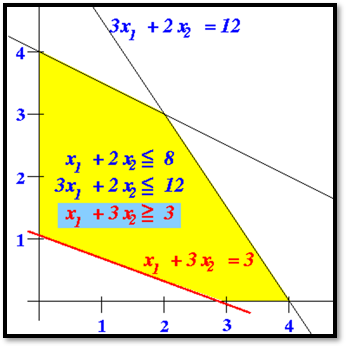 3x₁ + 2x₂ = 12
4
3
x₁ + 2x₂ ≦ 8
2
3x₁ + 2x₂ ≦ 12
x₁ + 3x₂ ≧ 3
1
x₁ + 3x₂ = 3
1 2 3 4